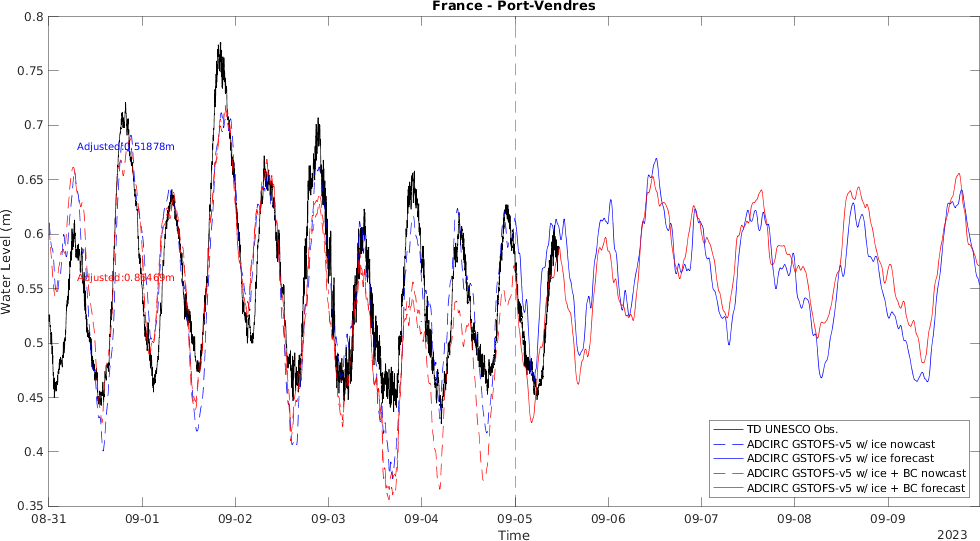 France - Port-Vendres
0.8
0.75
0.7
0.65
0.6
0.55
0.5
0.45
0.4
0.35
Water Level (m)
Adjusted:0.51878m
Adjusted:0.86469m
TD UNESCO Obs.
ADCIRC GSTOFS-v5 w/ ice nowcast
ADCIRC GSTOFS-v5 w/ ice forecast
ADCIRC GSTOFS-v5 w/ ice + BC nowcast
ADCIRC GSTOFS-v5 w/ ice + BC forecast
08-31 09-01 09-02 09-03 09-04 09-05 09-06 09-07 09-08 09-09
Time
2023